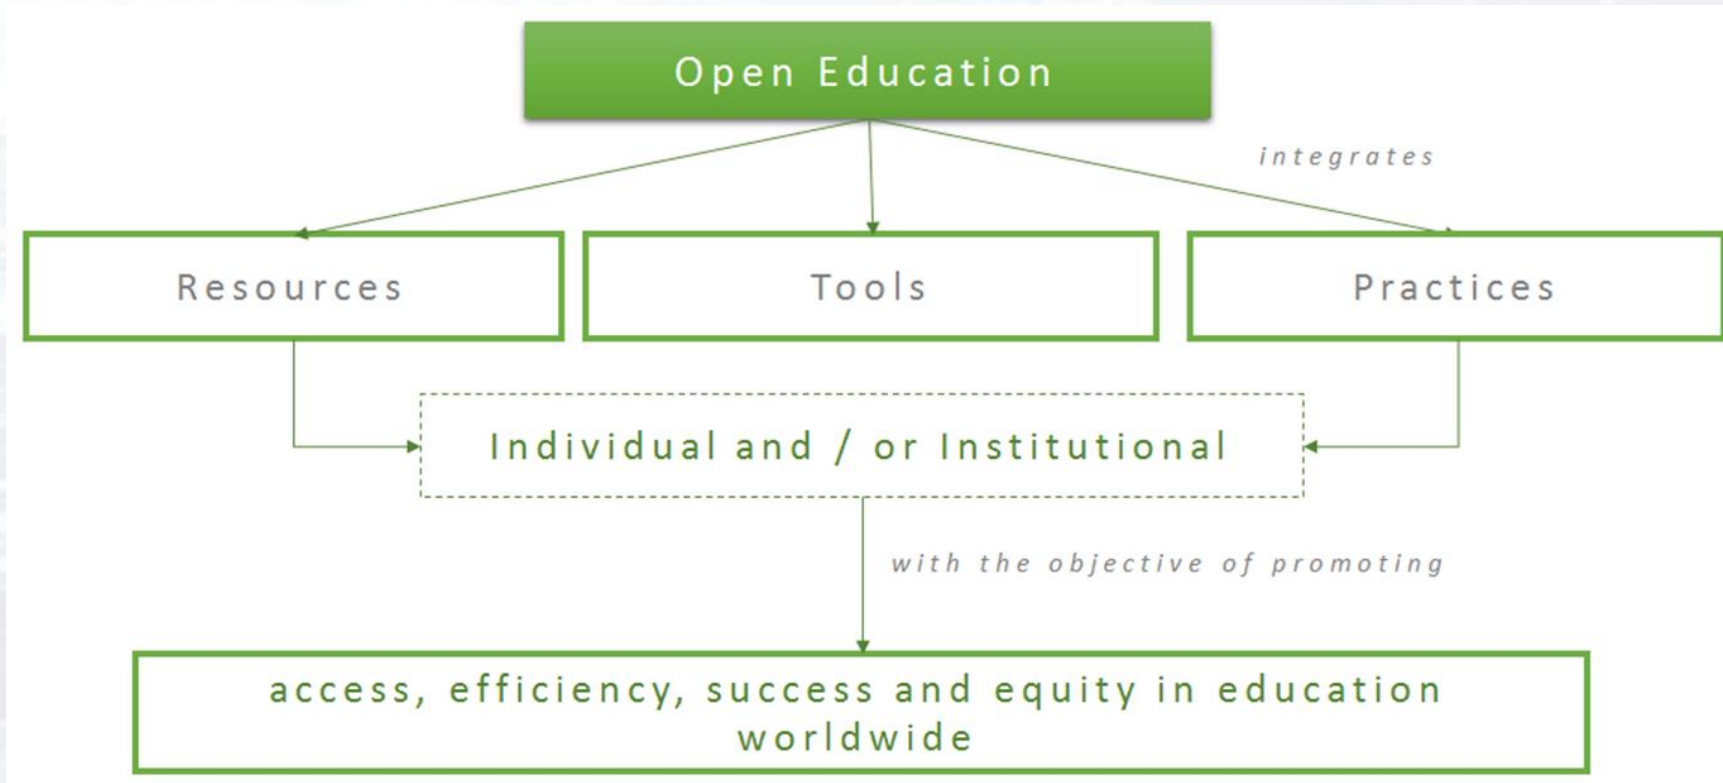 Open Education
integrates
Resources
Tools
Practices
Individual and / or Institutional
with the objective of promoting
access, efficiency, success and equity in education
worldwide